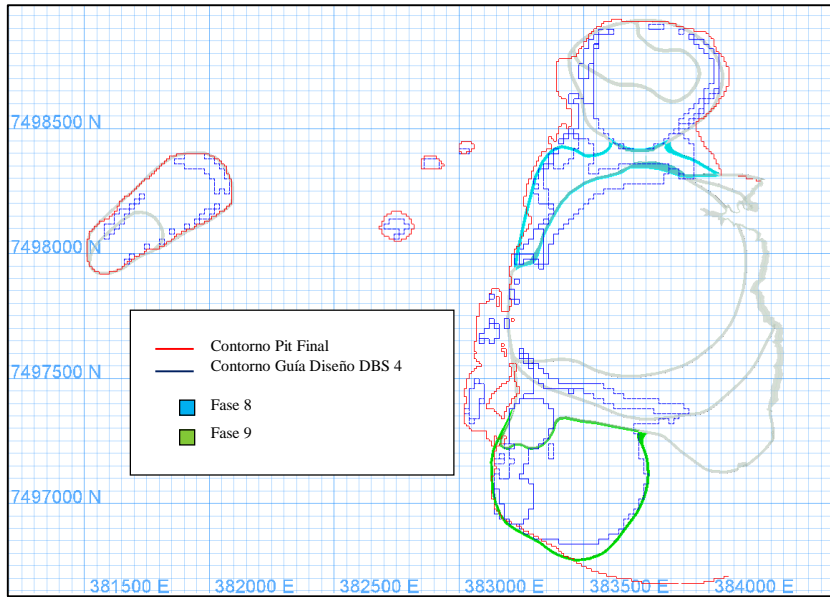 7498500 N
7498000 N
Contorno Pit Final
Contorno Guía Diseño DBS 4
7497500 N
Fase 8
Fase 9
7497000 N
381500 E 382000 E 382500 E 383000 E 383500 E 384000 E